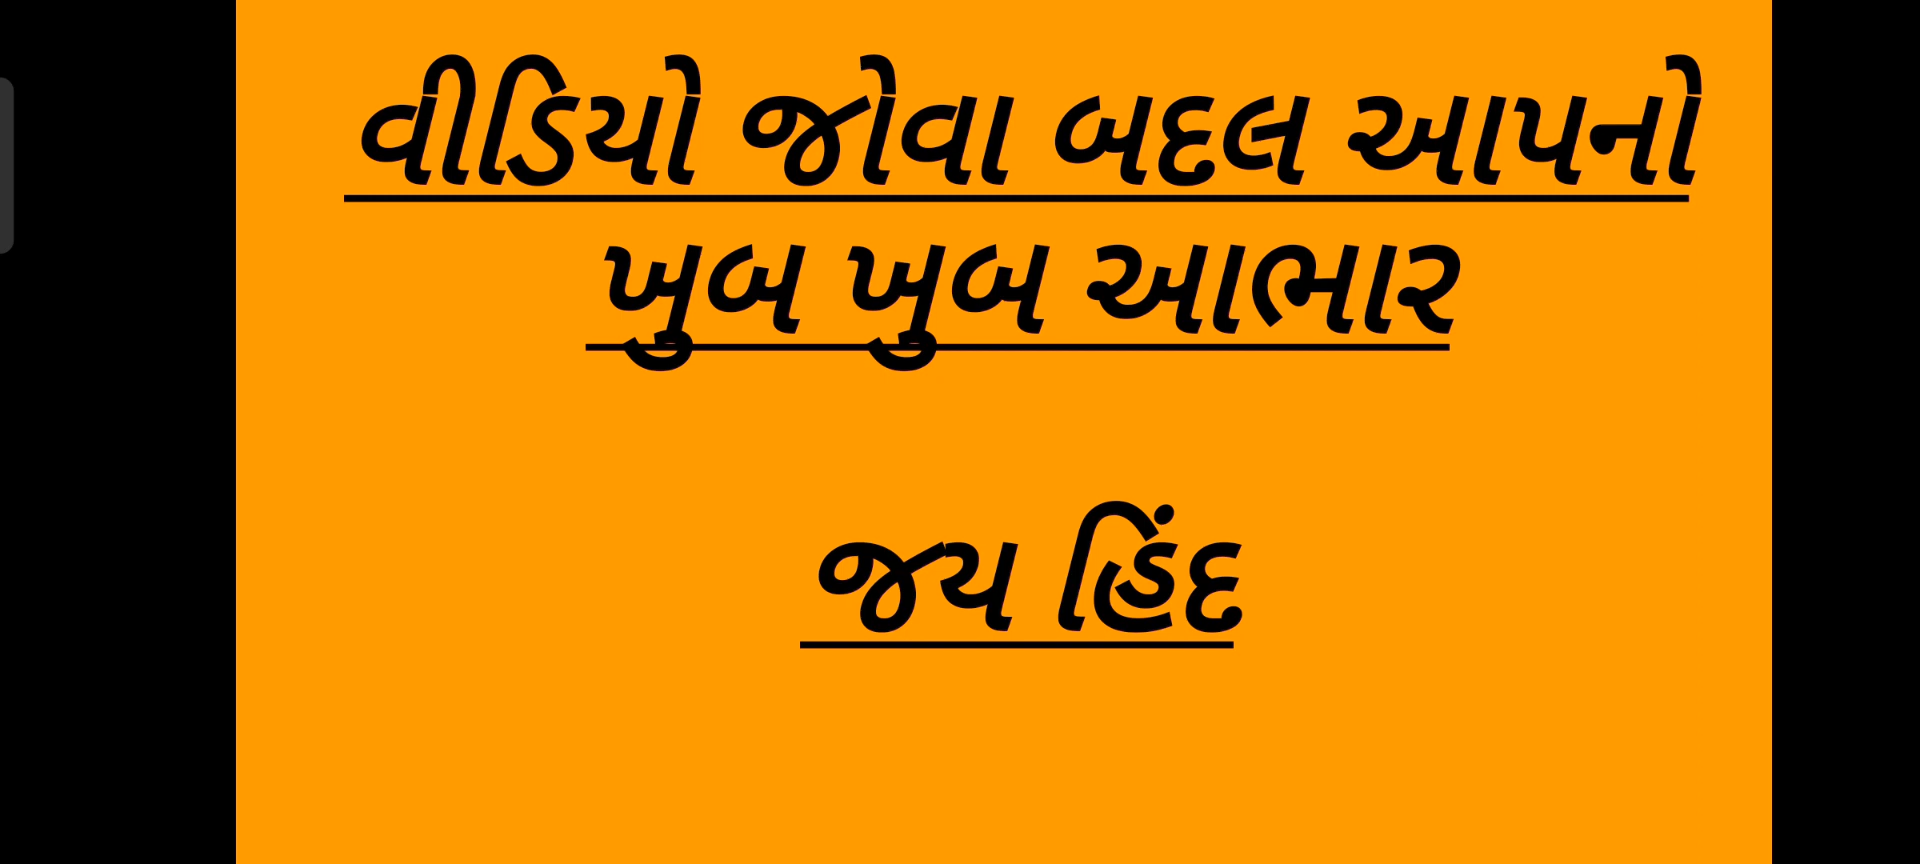 વીડિયો જોવા બદલ આપનો
ખુબ ખુબ આભાર
જય હિંદ